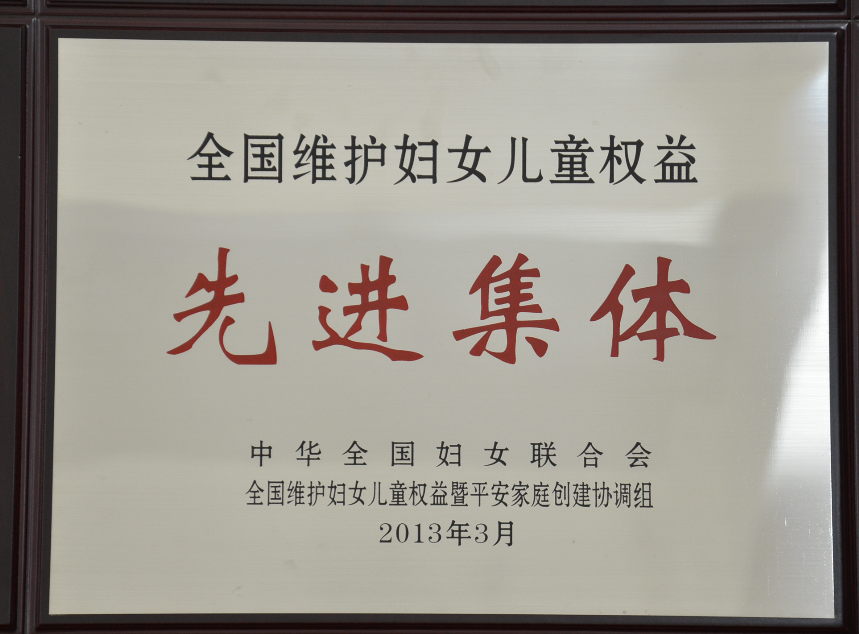 全国维护妇女儿童权益
先进集体
中华全国妇女联合会
全国维护妇女儿童权益暨平安家庭创建协调组
2013年3月